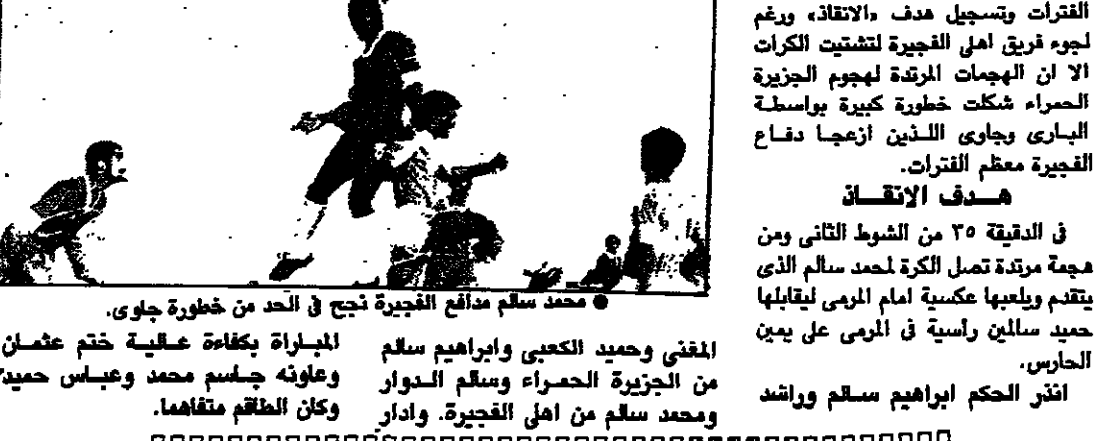 الفترات وتسجيل هدف «الانقاذ» ورغم
لجوء فريق اهلى الفجيرة لتشتيت الكرات
الا ان الهجمات المرتدة لهجوم الجزيرة
الحمراء شكلت خطورة كبيرة بواسطة
البارى وجاوى اللذين ازعجا دفاع
الفجيرة معظم الفترات.
هدف الانقاذ
فى الدقيقة ٣٥ من الشوط الثانى ومن
هجمة مرتدة تصل الكرة لمحمد سالم الذى
يتقدم ويلعبها عكسية امام المرمى ليقابلها
حميد سالمين رأسية فى المرمى على يمين
الحارس.
انذر الحكم ابراهيم سالم وراشد
● محمد سالم مدافع الفجيرة نجح فى الحد من خطورة جاوى.
المغنى وحميد الكعبى وابراهيم سالم
من الجزيرة الحمراء وسالم الدوار
ومحمد سالم من اهلى الفجيرة. وادار
المباراة بكفاءة عالية ختم عثمان
وعاونه جاسم محمد وعباس حميد
وكان الطاقم متفاهما.